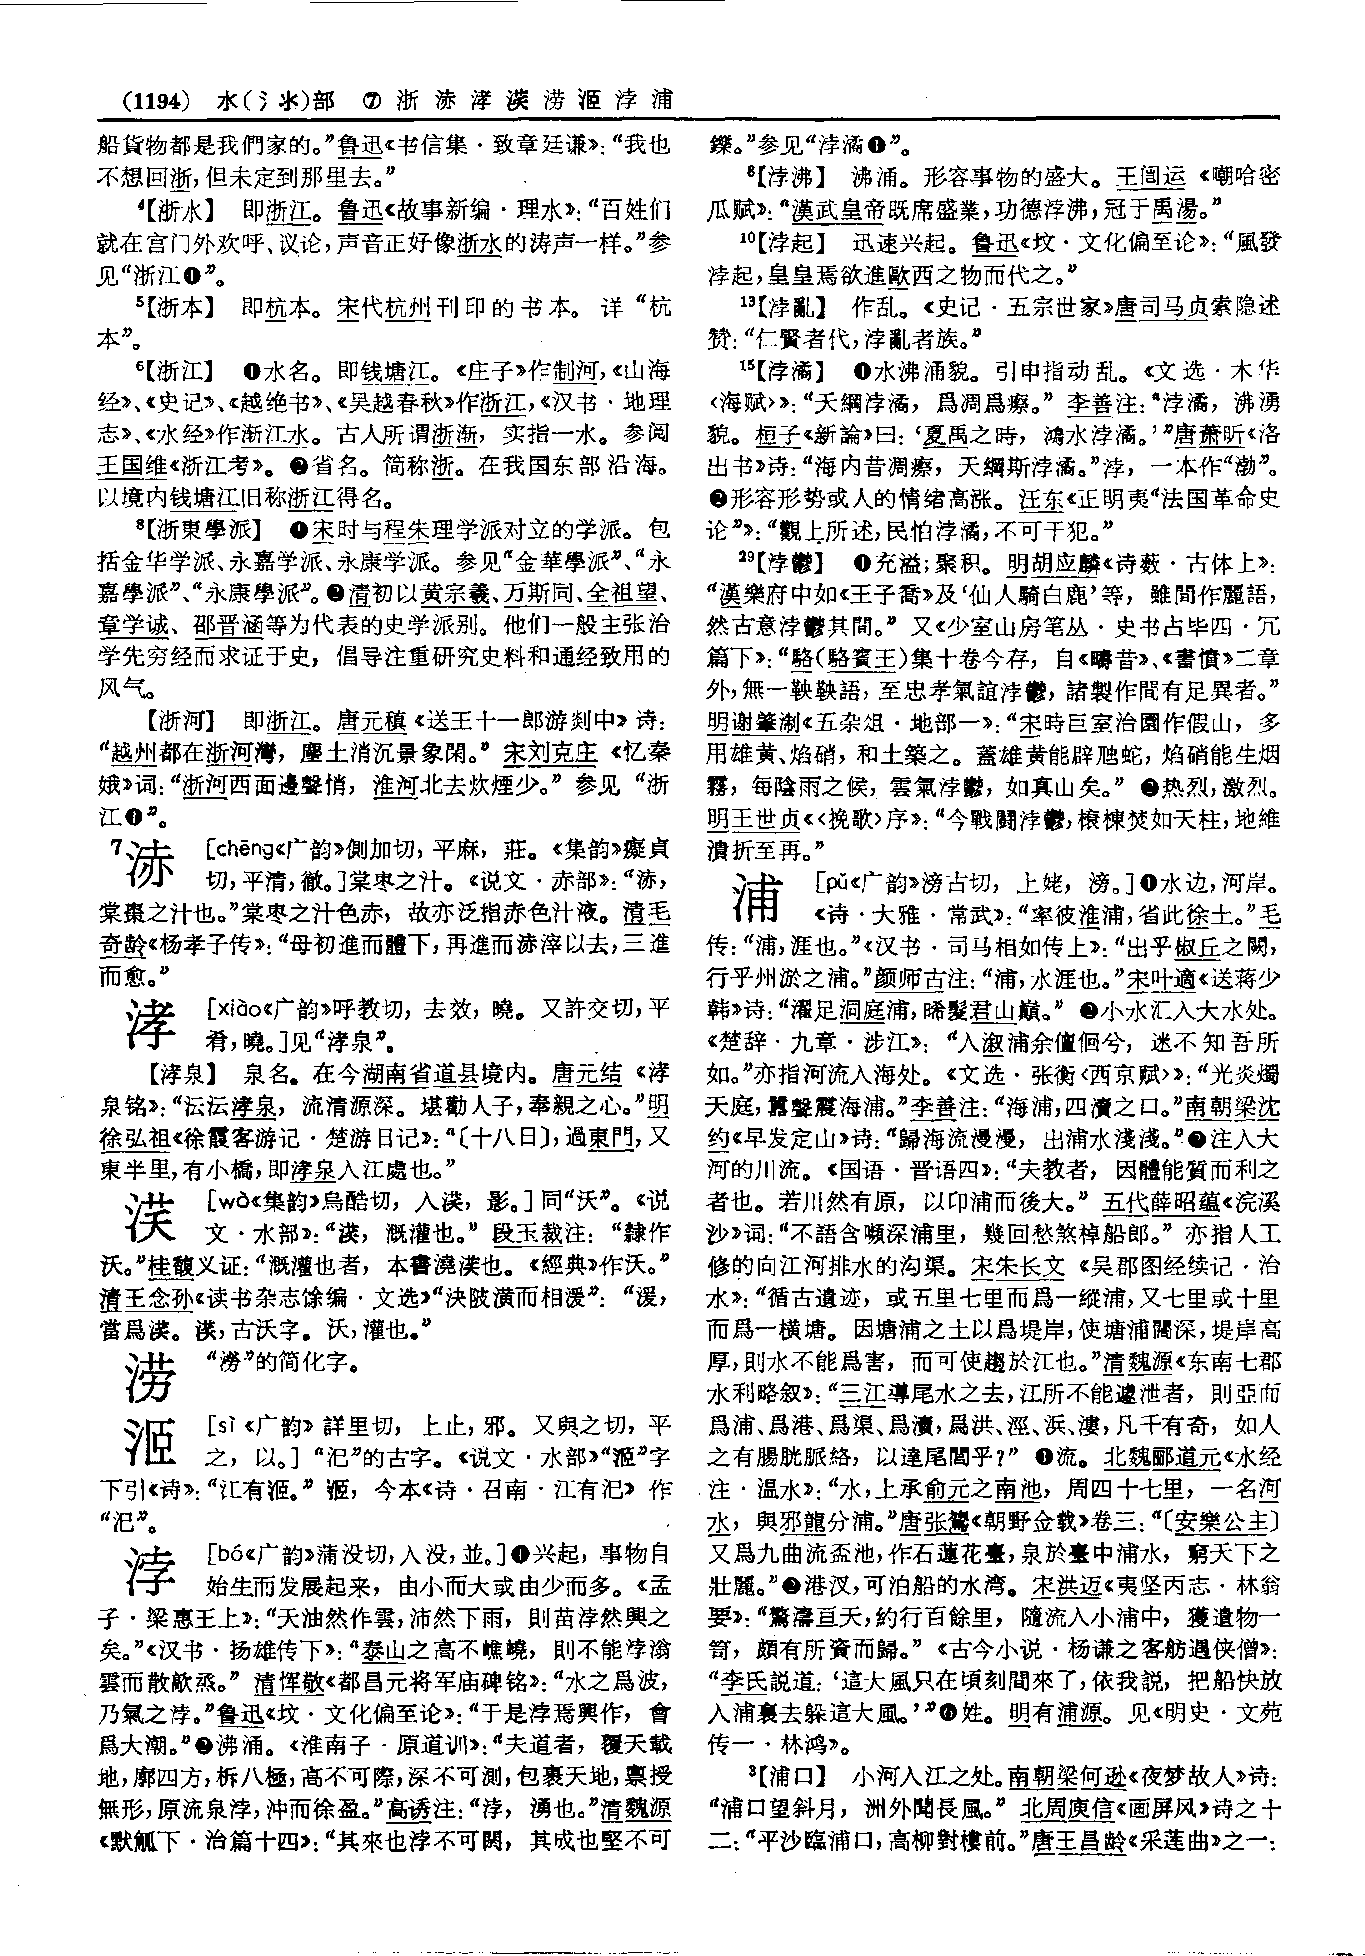 (1194) 水(氵氺)部 ⑦ 浙浾涍渼涝洍浡浦
船貨物都是我們家的。”鲁迅《书信集·致章廷谦》：“我也
不想回浙，但未定到那里去。”
4【浙水】 即浙江。鲁迅《故事新编·理水》：“百姓们
就在宫门外欢呼、议论，声音正好像浙水的涛声一样。”参
见“浙江❶”。
5【浙本】 即杭本。宋代杭州刊印的书本。详“杭
本”。
6【浙江】 ❶水名。即钱塘江。《庄子》作制河，《山海
经》、《史记》、《越绝书》、《吴越春秋》作浙江，《汉书·地理
志》、《水经》作渐江水。古人所谓浙渐，实指一水。参阅
王国维《浙江考》。❷省名。简称浙。在我国东部沿海。
以境内钱塘江旧称浙江得名。
8【浙東學派】 ❶宋时与程朱理学派对立的学派。包
括金华学派、永嘉学派、永康学派。参见“金華學派”、“永
嘉學派”、“永康學派”。❷清初以黄宗羲、万斯同、全祖望、
章学诚、邵晋涵等为代表的史学派别。他们一般主张治
学先穷经而求证于史，倡导注重研究史料和通经致用的
风气。
【浙河】 即浙江。唐元稹《送王十一郎游剡中》诗：
“越州都在浙河灣，塵土消沉景象閑。”宋刘克庄《忆秦
娥》词：“浙河西面邊聲悄，淮河北去炊煙少。”参见“浙
江❶”。
7浾 [chēng《广韵》側加切，平麻，莊。《集韵》癡貞
切，平清，徹。]棠枣之汁。《说文·赤部》：“浾，
棠棗之汁也。”棠枣之汁色赤，故亦泛指赤色汁液。清毛
奇龄《杨孝子传》：“母初進而體下，再進而浾滓以去，三進
而愈。”
涍 [xiào《广韵》呼教切，去效，曉。又許交切，平
肴，曉。]见“涍泉”。
【涍泉】 泉名。在今湖南省道县境内。唐元结《涍
泉铭》：“沄沄涍泉，流清源深。堪勸人子，奉親之心。”明
徐弘祖《徐霞客游记·楚游日记》：“〔十八日〕，過東門，又
東半里，有小橋，即涍泉入江處也。”
[wò《集韵》烏酷切，入沃，影。]同“沃”。《说
文·水部》：“，溉灌也。”段玉裁注：“隸作
沃。”桂馥义证：“溉灌也者，本書澆也。《經典》作沃。”
清王念孙《读书杂志馀编·文选》“決陂潢而相湲”：“湲，
當爲。，古沃字。沃，灌也。”
涝 “澇”的简化字。
洍 [sì《广韵》詳里切，上止，邪。又與之切，平
之，以。]“汜”的古字。《说文·水部》“洍”字
下引《诗》：“江有洍。”洍，今本《诗·召南·江有汜》作
“汜”。
浡 [bó《广韵》蒲没切，入没，並。]❶兴起，事物自
始生而发展起来，由小而大或由少而多。《孟
子·梁惠王上》：“天油然作雲，沛然下雨，則苗浡然興之
矣。”《汉书·扬雄传下》：“泰山之高不嶕嶢，則不能浡滃
雲而散歊烝。”清恽敬《都昌元将军庙碑铭》：“水之爲波，
乃氣之浡。”鲁迅《坟·文化偏至论》：“于是浡焉興作，會
爲大潮。”❷沸涌。《淮南子·原道训》：“夫道者，覆天載
地，廓四方，柝八極，高不可際，深不可測，包裹天地，稟授
無形，原流泉浡，沖而徐盈。”高诱注：“浡，湧也。”清魏源
《默觚下·治篇十四》：“其來也浡不可闕，其成也堅不可
鑠。”参见“浡潏❶”。
8【浡沸】 沸涌。形容事物的盛大。王闿运《嘲哈密
瓜赋》：“漢武皇帝既席盛業，功德浡沸，冠于禹湯。”
10【浡起】 迅速兴起。鲁迅《坟·文化偏至论》：“風發
浡起，皇皇焉欲進歐西之物而代之。”
13【浡亂】 作乱。《史记·五宗世家》唐司马贞索隐述
赞：“仁賢者代，浡亂者族。”
15【浡潏】 ❶水沸涌貌。引申指动乱。《文选·木华
〈海赋〉》：“天綱浡潏，爲凋爲瘵。”李善注：“浡潏，沸湧
貌。桓子《新論》曰：‘夏禹之時，鴻水浡潏。’”唐萧昕《洛
出书》诗：“海内昔凋瘵，天綱斯浡潏。”浡，一本作“渤”。
❷形容形势或人的情绪高涨。汪东《正明夷“法国革命史
论”》：“觀上所述，民怕浡潏，不可干犯。”
29【浡鬱】 ❶充溢；聚积。明胡应麟《诗薮·古体上》：
“漢樂府中如《王子喬》及‘仙人騎白鹿’等，雖間作麗語，
然古意浡鬱其間。”又《少室山房笔丛·史书占毕四·冗
篇下》：“駱（駱賓王）集十卷今存，自《疇昔》、《書憤》二章
外，無一鞅鞅語，至忠孝氣誼浡鬱，諸製作間有足異者。”
明谢肇淛《五杂俎·地部一》：“宋時巨室治園作假山，多
用雄黄、焰硝，和土築之。蓋雄黄能辟虺蛇，焰硝能生烟
霧，每陰雨之候，雲氣浡鬱，如真山矣。”❷热烈，激烈。
明王世贞《〈挽歌〉序》：“今戰闘浡鬱，榱棟焚如天柱，地維
潰折至再。”
浦 [pǔ《广韵》滂古切，上姥，滂。]❶水边，河岸。
《诗·大雅·常武》：“率彼淮浦，省此徐土。”毛
传：“浦，涯也。”《汉书·司马相如传上》：“出乎椒丘之闕，
行乎州淤之浦。”颜师古注：“浦，水涯也。”宋叶適《送蒋少
韩》诗：“濯足洞庭浦，晞髮君山巔。”❷小水汇入大水处。
《楚辞·九章·涉江》：“入溆浦余儃佪兮，迷不知吾所
如。”亦指河流入海处。《文选·张衡〈西京赋〉》：“光炎燭
天庭，囂聲震海浦。”李善注：“海浦，四瀆之口。”南朝梁沈
约《早发定山》诗：“歸海流漫漫，出浦水淺淺。”❸注入大
河的川流。《国语·晋语四》：“夫教者，因體能質而利之
者也。若川然有原，以卬浦而後大。”五代薛昭蕴《浣溪
沙》词：“不語含嚬深浦里，幾回愁煞棹船郎。”亦指人工
修的向江河排水的沟渠。宋朱长文《吴郡图经续记·治
水》：“循古遺迹，或五里七里而爲一縱浦，又七里或十里
而爲一横塘。因塘浦之土以爲堤岸，使塘浦闊深，堤岸高
厚，則水不能爲害，而可使趨於江也。”清魏源《东南七郡
水利略叙》：“三江導尾水之去，江所不能遽泄者，則亞而
爲浦、爲港、爲渠、爲瀆，爲洪、涇、浜、漊，凡千有奇，如人
之有腸胱脈絡，以達尾閭乎？”❹流。北魏郦道元《水经
注·温水》：“水，上承俞元之南池，周四十七里，一名河
水，與邪龍分浦。”唐张鷟《朝野佥载》卷三：“〔安樂公主〕
又爲九曲流盃池，作石蓮花臺，泉於臺中浦水，窮天下之
壯麗。”❺港汊，可泊船的水湾。宋洪迈《夷坚丙志·林翁
要》：“驚濤亘天，約行百餘里，隨流入小浦中，獲遺物一
笥，頗有所資而歸。”《古今小说·杨谦之客舫遇侠僧》：
“李氏説道：‘這大風只在頃刻間來了，依我説，把船快放
入浦裏去躲這大風。’”❻姓。明有浦源。见《明史·文苑
传一·林鸿》。
3【浦口】 小河入江之处。南朝梁何逊《夜梦故人》诗：
“浦口望斜月，洲外聞長風。”北周庾信《画屏风》诗之十
二：“平沙臨浦口，高柳對樓前。”唐王昌龄《采莲曲》之一：